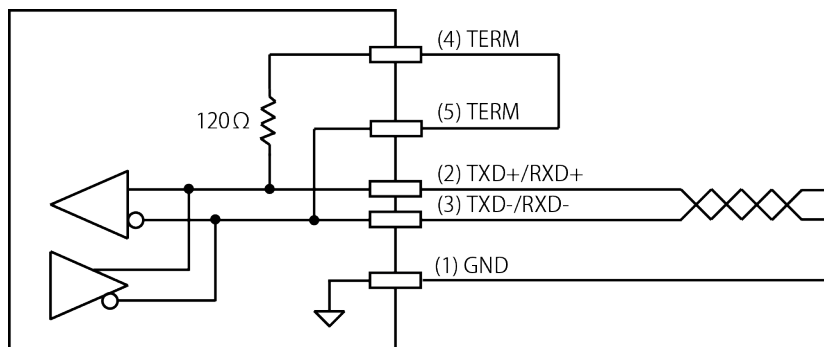 (4) TERM
120Ω
(5) TERM
(2) TXD+/RXD+
(3) TXD-/RXD-
(1) GND